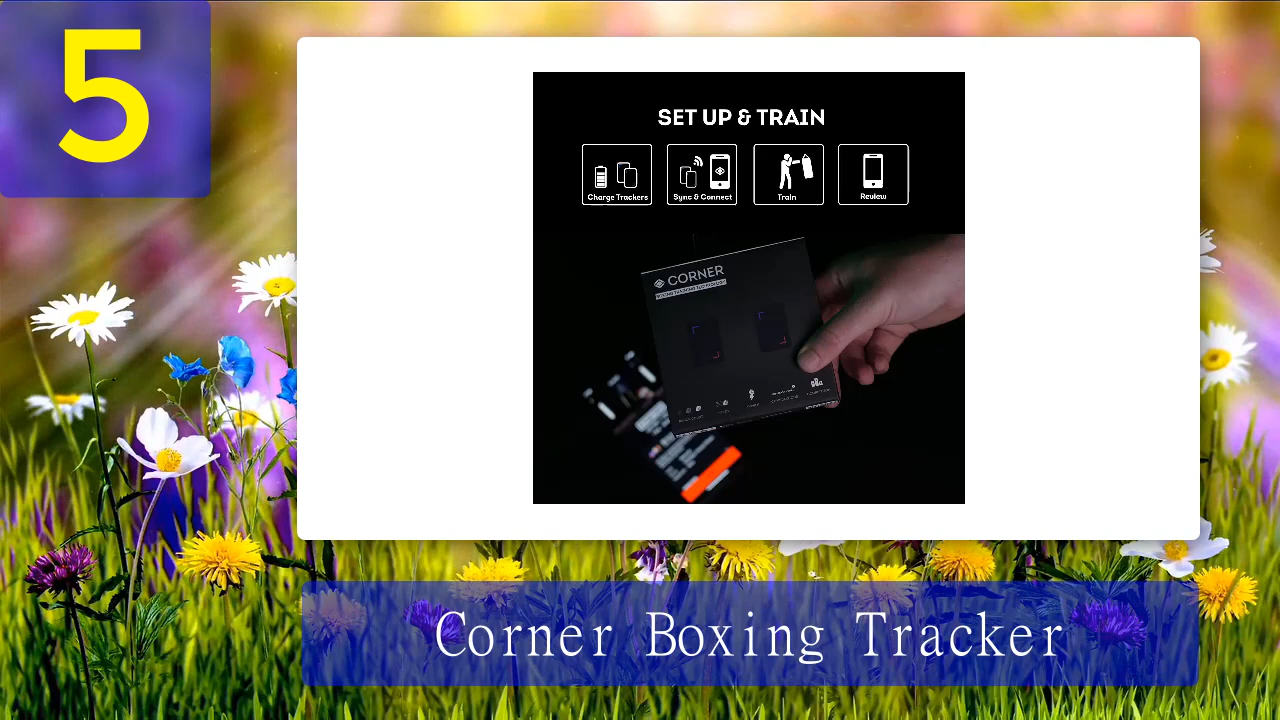 5
SET UP & TRAIN
Charge Trackers
Sync & Connect
Train
Review
CORNER
Corner Boxing Tracker